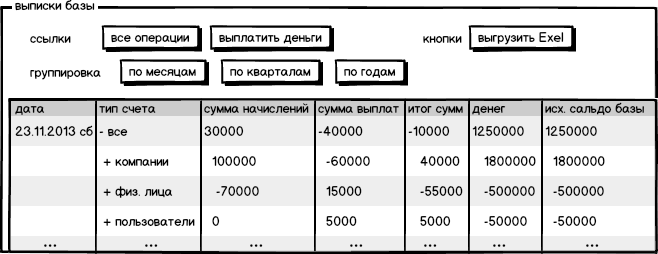 выписки базы
ссылки все операции выплатить деньги кнопки выгрузить Exel
группировка по месяцам по кварталам по годам
дата тип счета сумма начислений сумма выплат итог сумм денег исх. сальдо базы
23.11.2013 сб - все 30000 -40000 -10000 1250000 1250000
+ компании 100000 -60000 40000 1800000 1800000
+ физ. лица -70000 15000 -55000 -500000 -500000
+ пользователи 0 5000 5000 -50000 -50000
... ... ... ... ... ... ...